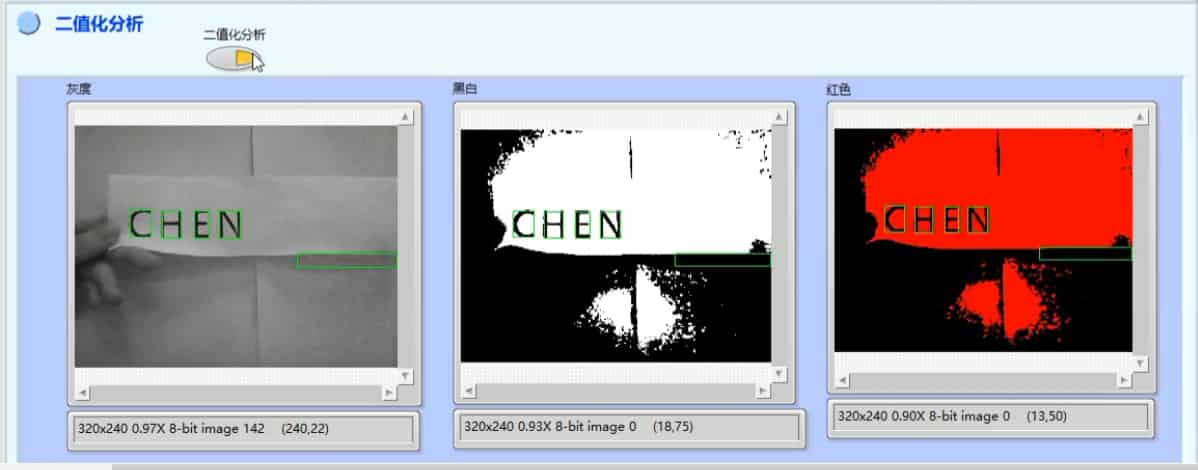 二值化分析
二值化分析
灰度
黑白
红色
CHEN
CHEN
CHEN
320x240 0.97X 8-bit image 142 (240,22)
320x240 0.93X 8-bit image 0 (18,75)
320x240 0.90X 8-bit image 0 (13,50)